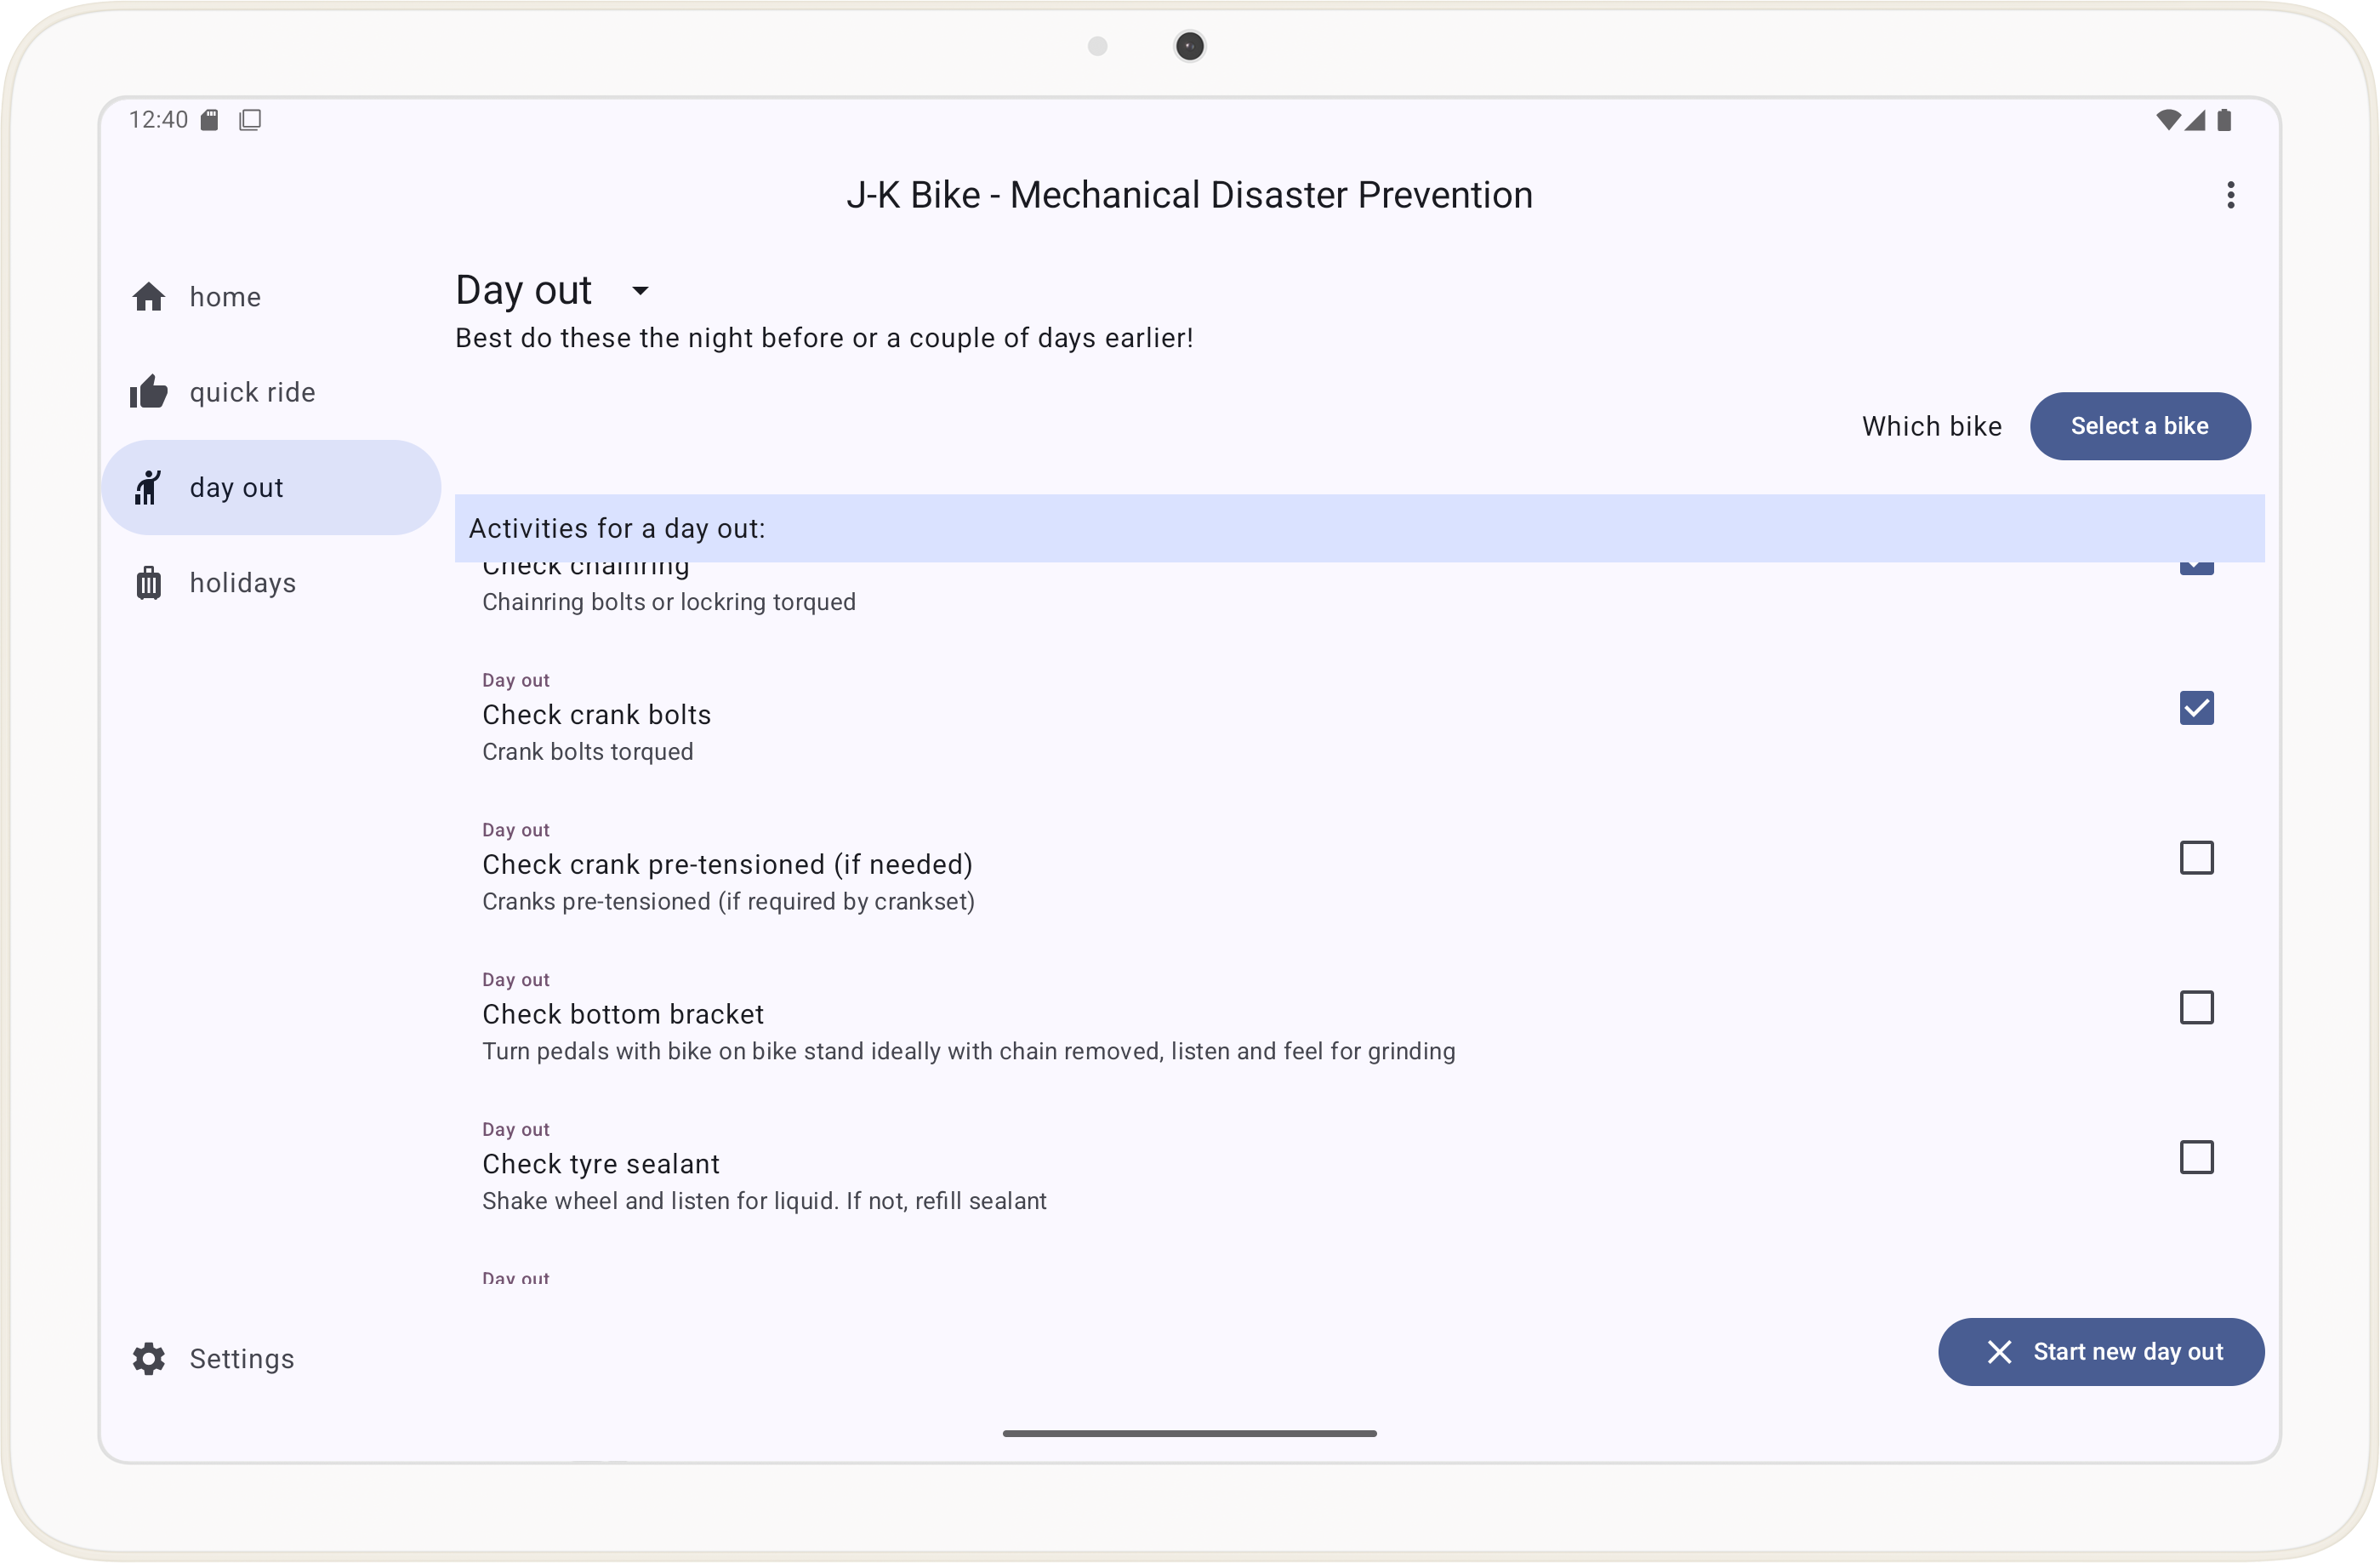 12:40
J-K Bike - Mechanical Disaster Prevention
home
quick ride
day out
holidays
Settings
Day out
Best do these the night before or a couple of days earlier!
Which bike
Select a bike
Activities for a day out:
Check chainring
Chainring bolts or lockring torqued
Day out
Check crank bolts
Crank bolts torqued
Day out
Check crank pre-tensioned (if needed)
Cranks pre-tensioned (if required by crankset)
Day out
Check bottom bracket
Turn pedals with bike on bike stand ideally with chain removed, listen and feel for grinding
Day out
Check tyre sealant
Shake wheel and listen for liquid. If not, refill sealant
Day out
Start new day out